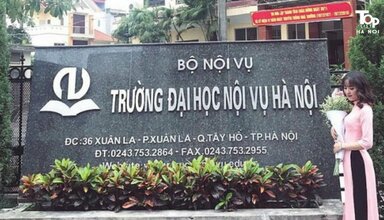 Top
HÀ NỘI
BỘ NỘI VỤ
TRƯỜNG ĐẠI HỌC NỘI VỤ HÀ NỘI
ĐC:36 XUÂN LA - P.XUÂN LA - Q.TÂY HỒ - TP.HÀ NỘI
ĐT:0243.753.2864 - FAX.0243.753.2955